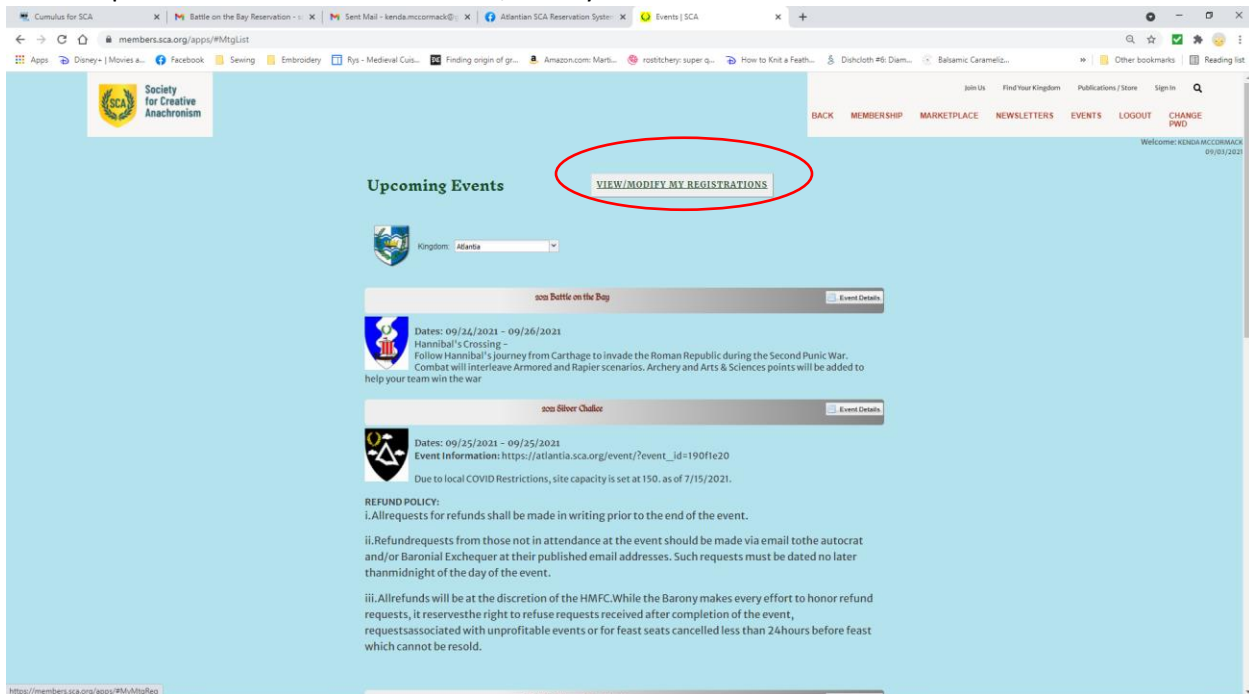 Cumulus for SCA
Battle on the Bay Reservation -
Sent Mail - kenda.mccormack@
Atlantian SCA Reservation System
Events | SCA
members.sca.org/apps/#MtgList
Apps
Disney+ | Movies a...
Facebook
Sewing
Embroidery
Rys - Medieval Cuis...
Finding origin of gr...
Amazon.com: Marti...
rostitchery: super q...
How to Knit a Feath...
Dishcloth #6: Diam...
Balsamic Carameliz...
Other bookmarks
Reading list
SCA
Society
for Creative
Anachronism
Join Us Find Your Kingdom Publications / Store Sign In
BACK MEMBERSHIP MARKETPLACE NEWSLETTERS EVENTS LOGOUT CHANGE
PWD
Welcome: KENDA MCCORMACK
09/03/2021
Upcoming Events
VIEW/MODIFY MY REGISTRATIONS
Kingdom: Atlantia
2021 Battle on the Bay
Event Details
Dates: 09/24/2021 - 09/26/2021
Hannibal's Crossing -
Follow Hannibal's journey from Carthage to invade the Roman Republic during the Second Punic War.
Combat will interleave Armored and Rapier scenarios. Archery and Arts & Sciences points will be added to
help your team win the war
2021 Silver Chalice
Event Details
Dates: 09/25/2021 - 09/25/2021
Event Information: https://atlantia.sca.org/event/?event_id=190f1e20
Due to local COVID Restrictions, site capacity is set at 150. as of 7/15/2021.
REFUND POLICY:
i.Allrequests for refunds shall be made in writing prior to the end of the event.
ii.Refundrequests from those not in attendance at the event should be made via email tothe autocrat
and/or Baronial Exchequer at their published email addresses. Such requests must be dated no later
thanmidnight of the day of the event.
iii.Allrefunds will be at the discretion of the HMFC.While the Barony makes every effort to honor refund
requests, it reservesthe right to refuse requests received after completion of the event,
requestsassociated with unprofitable events or for feast seats cancelled less than 24hours before feast
which cannot be resold.
https://members.sca.org/apps/#MyMtgReg